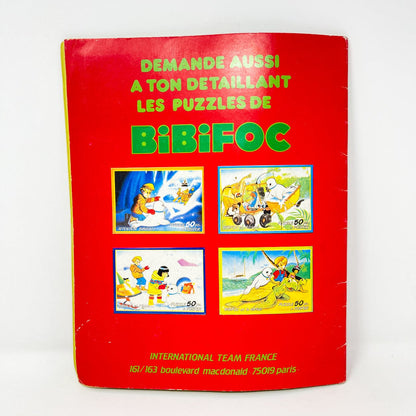 DEMANDE AUSSI
A TON DETAILLANT
LES PUZZLES DE
BiBiFOC
50
50
50
50
INTERNATIONAL TEAM FRANCE
161/163 boulevard macdonald 75019 paris